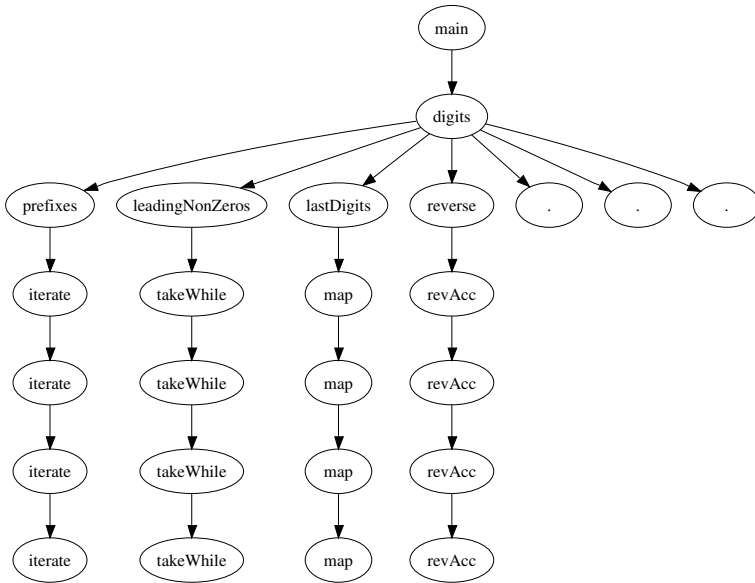 main
digits
prefixes leadingNonZeros lastDigits reverse . . .
iterate takeWhile map revAcc
iterate takeWhile map revAcc
iterate takeWhile map revAcc
iterate takeWhile map revAcc